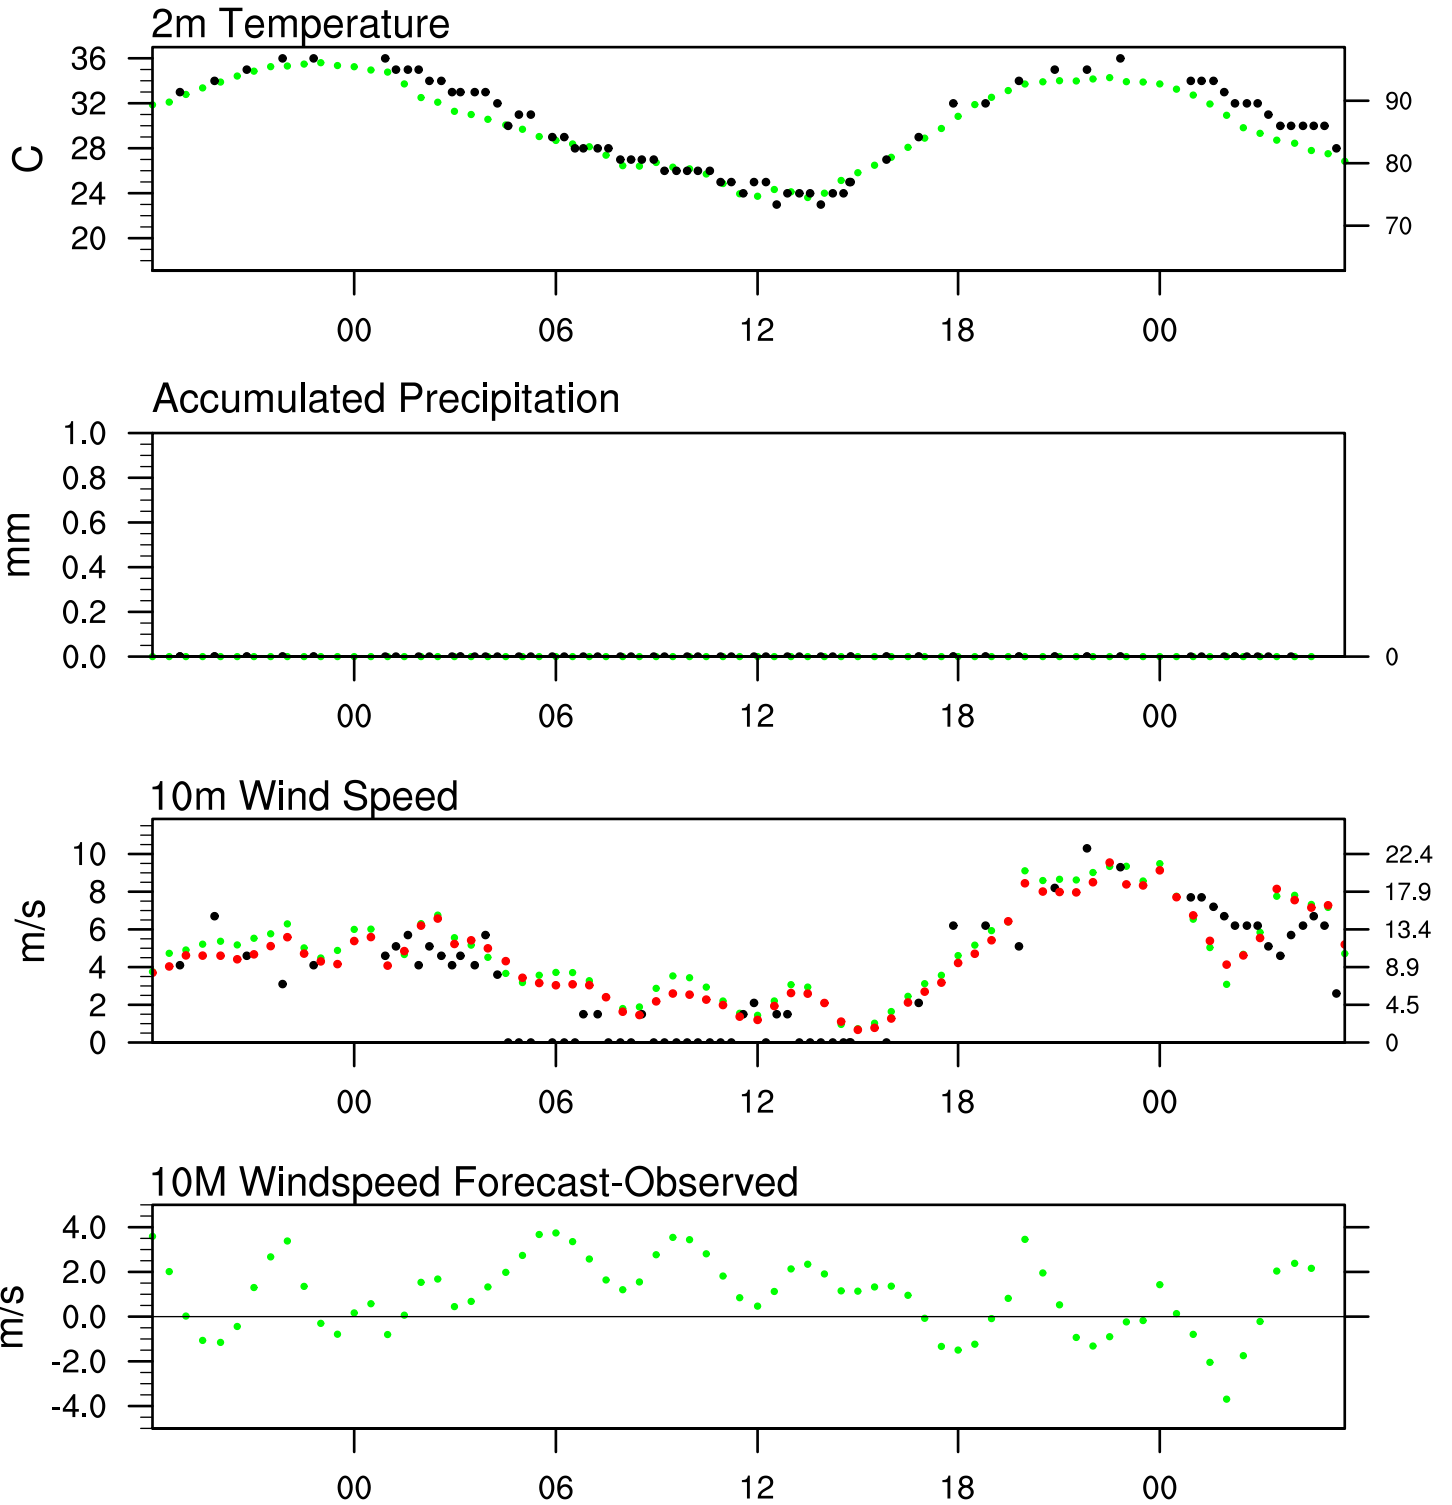 2m Temperature
36
32
28
24
20
C
90
80
70
00 06 12 18 00
Accumulated Precipitation
1.0
0.8
0.6
0.4
0.2
0.0
mm
0
00 06 12 18 00
10m Wind Speed
10
8
6
4
2
0
m/s
22.4
17.9
13.4
8.9
4.5
0
00 06 12 18 00
10M Windspeed Forecast-Observed
4.0
2.0
0.0
-2.0
-4.0
m/s
00 06 12 18 00